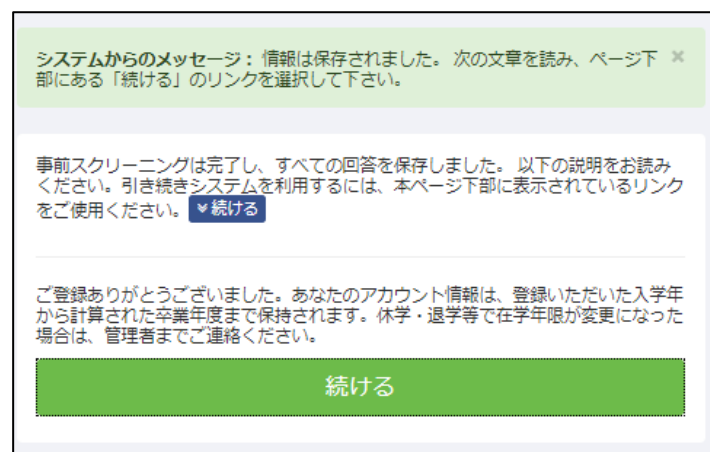 システムからのメッセージ： 情報は保存されました。 次の文章を読み、ページ下 ×
部にある「続ける」のリンクを選択して下さい。
事前スクリーニングは完了し、すべての回答を保存しました。 以下の説明をお読み
ください。引き続きシステムを利用するには、本ページ下部に表示されているリンク
をご使用ください。 続ける
ご登録ありがとうございました。あなたのアカウント情報は、登録いただいた入学年
から計算された卒業年度まで保持されます。休学・退学等で在学年限が変更になった
場合は、管理者までご連絡ください。
続ける